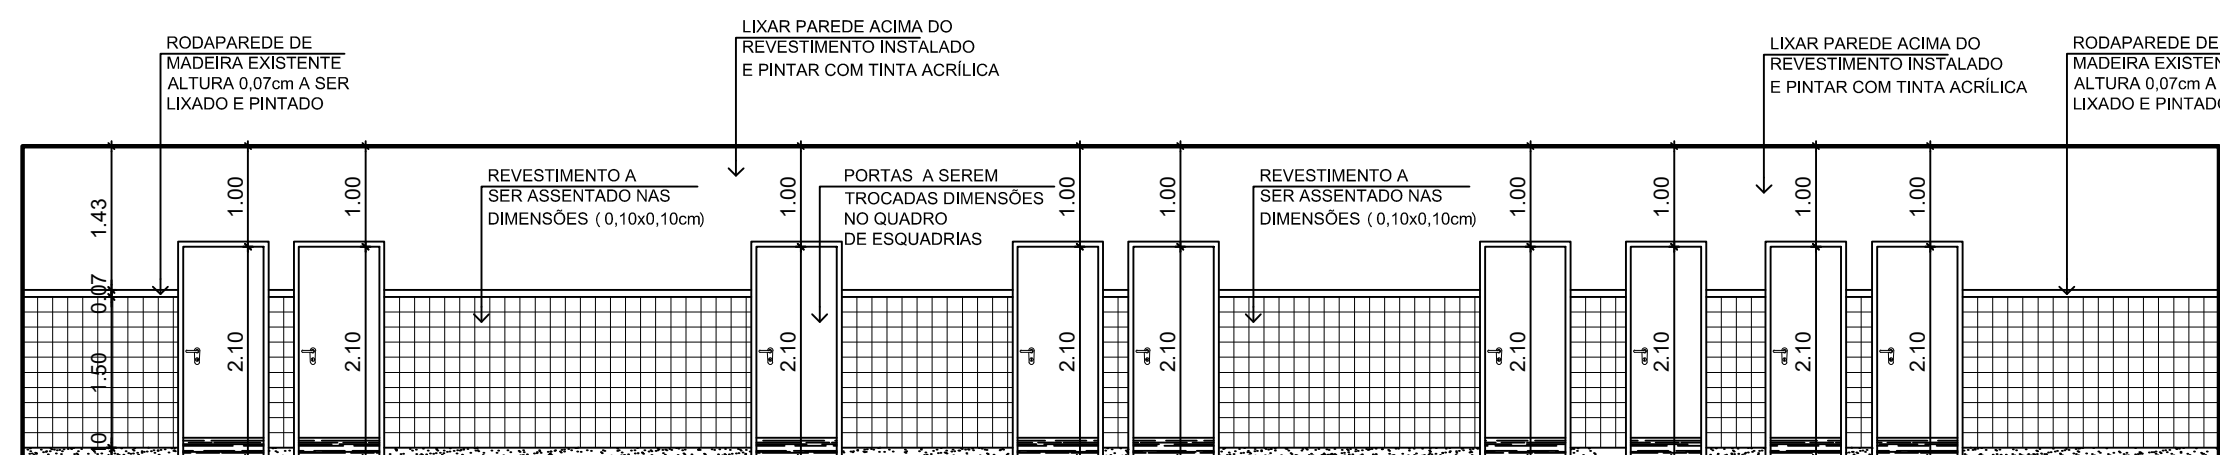 RODAPAREDE DE
MADEIRA EXISTENTE
ALTURA 0,07cm A SER
LIXADO E PINTADO
LIXAR PAREDE ACIMA DO
REVESTIMENTO INSTALADO
E PINTAR COM TINTA ACRÍLICA
LIXAR PAREDE ACIMA DO
REVESTIMENTO INSTALADO
E PINTAR COM TINTA ACRÍLICA
RODAPAREDE DE
MADEIRA
ALTURA 0,07cm A
LIXADO E
REVESTIMENTO A
SER ASSENTADO NAS
DIMENSÕES ( 0,10x0,10cm)
PORTAS A SEREM
TROCADAS DIMENSÕES
NO QUADRO
DE ESQUADRIAS
REVESTIMENTO A
SER ASSENTADO NAS
DIMENSÕES ( 0,10x0,10cm)
1.43
1.00
1.00
1.00
1.00
1.00
1.00
1.00
1.00
1.00
0.07
1.50
2.10
2.10
2.10
2.10
2.10
2.10
2.10
2.10
2.10